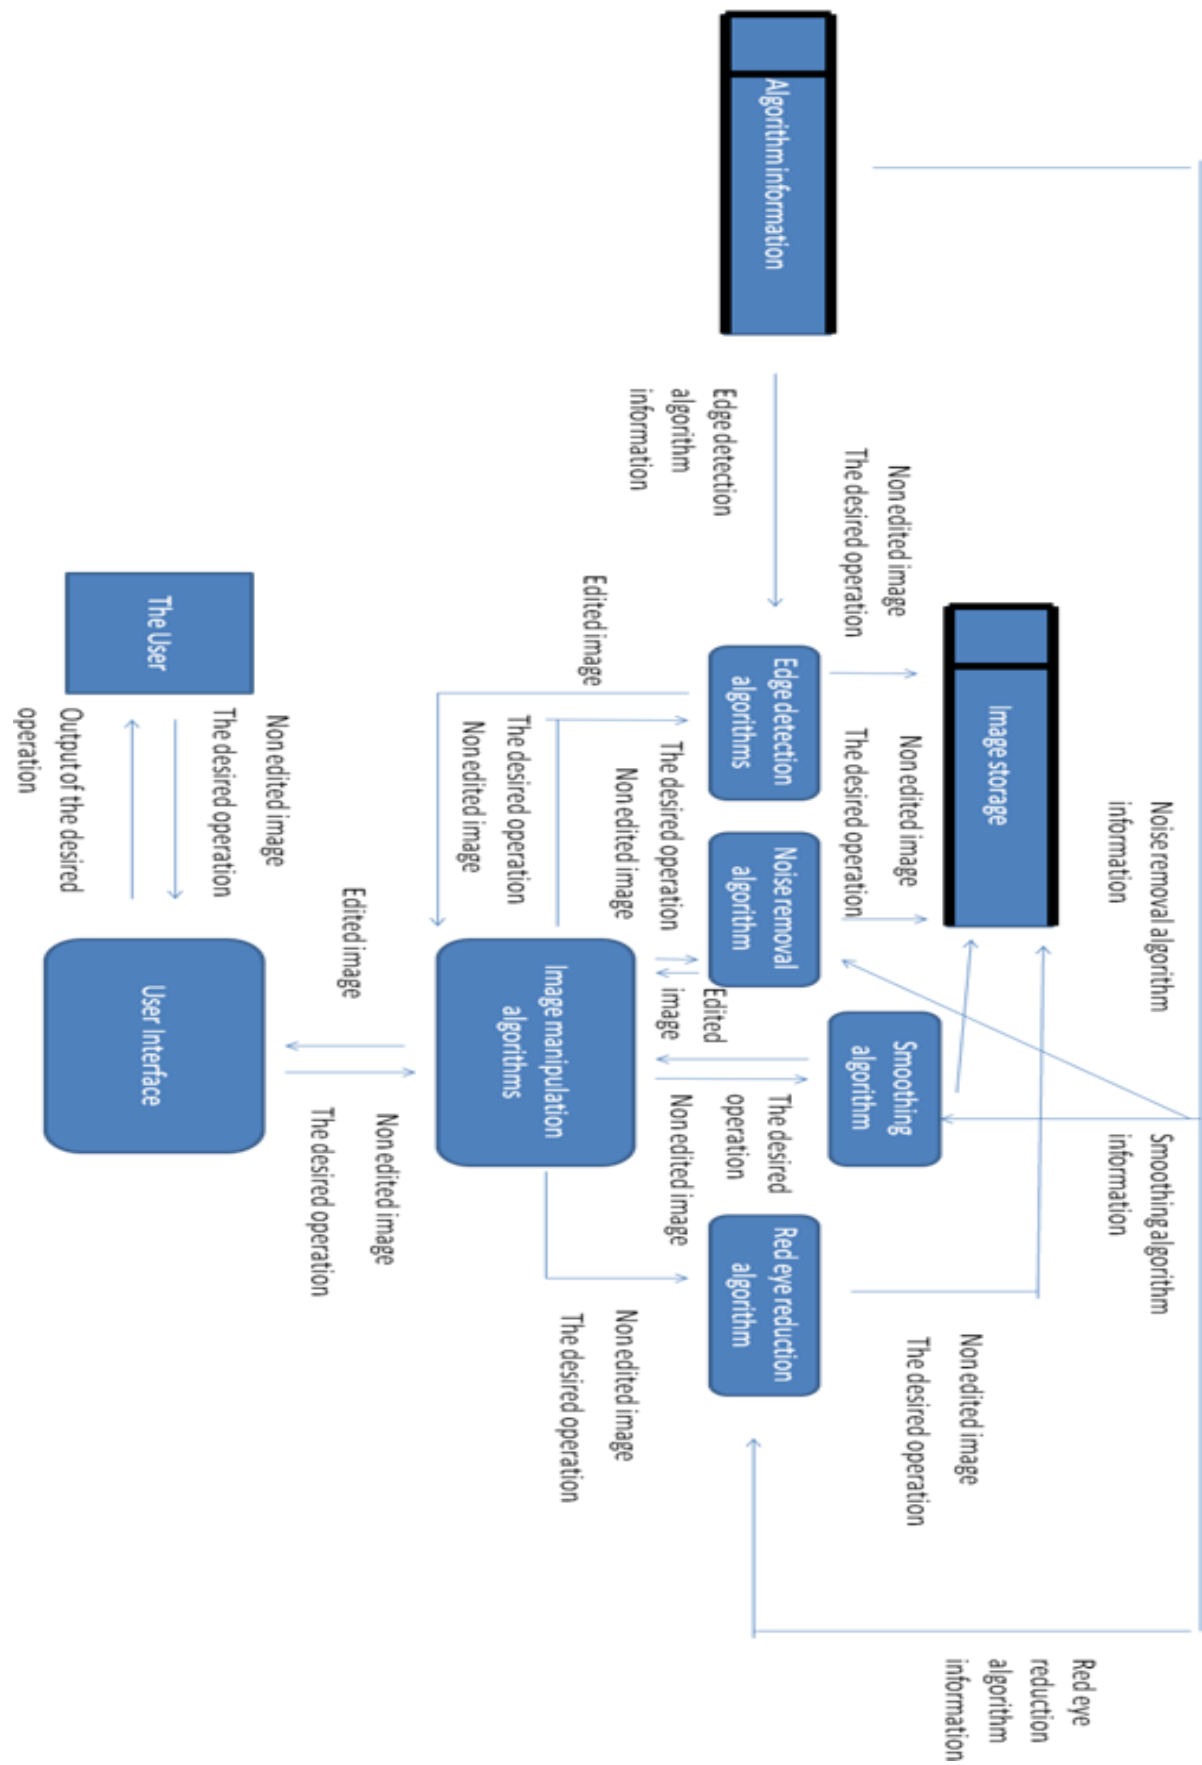 Noise removal algorithm
information
Smoothing algorithm
information
Red eye
reduction
algorithm
information
Image storage
Non edited image
The desired operation
Non edited image
The desired operation
Non edited image
The desired operation
Algorithm information
Edge detection
algorithm
information
Edge detection
algorithms
Noise removal
algorithm
Smoothing
algorithm
Red eye reduction
algorithm
Edited image
The desired operation
Non edited image
The desired operation
Non edited image
Edited
image
The desired
operation
Non edited image
Non edited image
The desired operation
Image manipulation
algorithms
Edited image
Non edited image
The desired operation
Non edited image
The desired operation
The User
Output of the desired
operation
User Interface